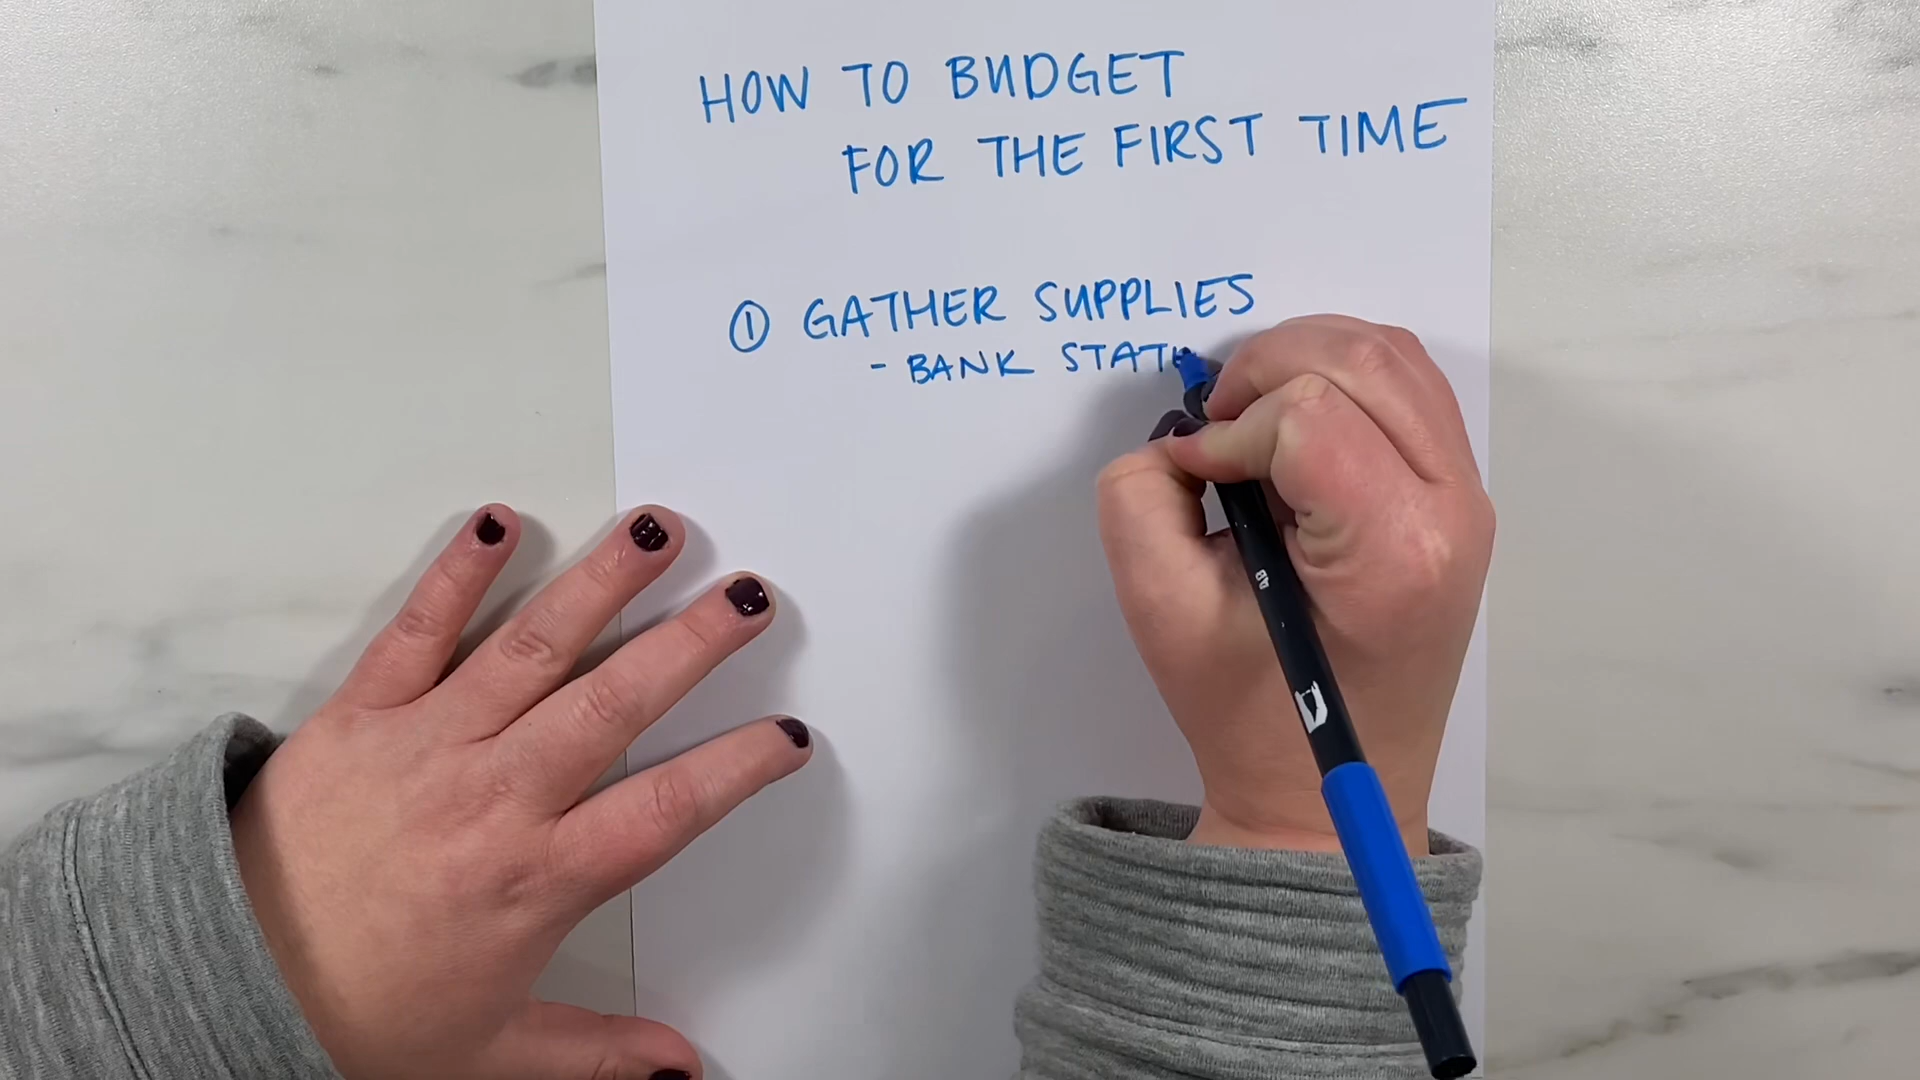 HOW TO BUDGET
FOR THE FIRST TIME
① GATHER SUPPLIES
- BANK